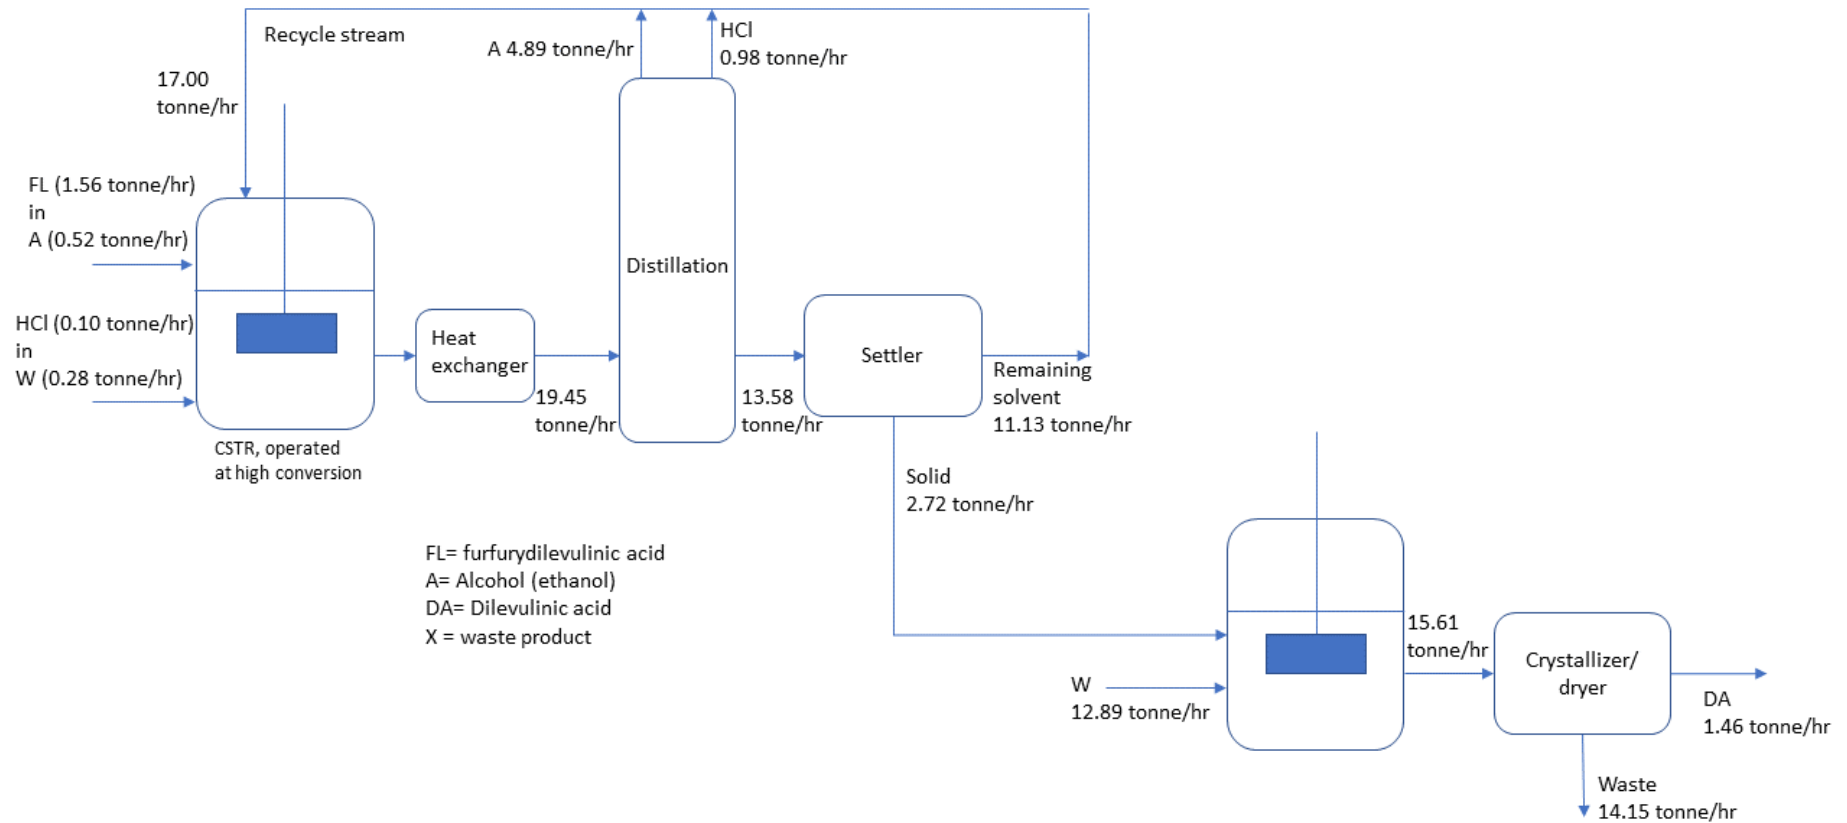 Recycle stream
17.00
tonne/hr
A 4.89 tonne/hr
HCl
0.98 tonne/hr
FL (1.56 tonne/hr)
in
A (0.52 tonne/hr)
HCl (0.10 tonne/hr)
in
W (0.28 tonne/hr)
CSTR, operated
at high conversion
Heat
exchanger
19.45
tonne/hr
Distillation
13.58
tonne/hr
Settler
Remaining
solvent
11.13 tonne/hr
Solid
2.72 tonne/hr
FL= furfurydilevulinic acid
A= Alcohol (ethanol)
DA= Dilevulinic acid
X = waste product
W
12.89 tonne/hr
15.61
tonne/hr
Crystallizer/
dryer
DA
1.46 tonne/hr
Waste
14.15 tonne/hr